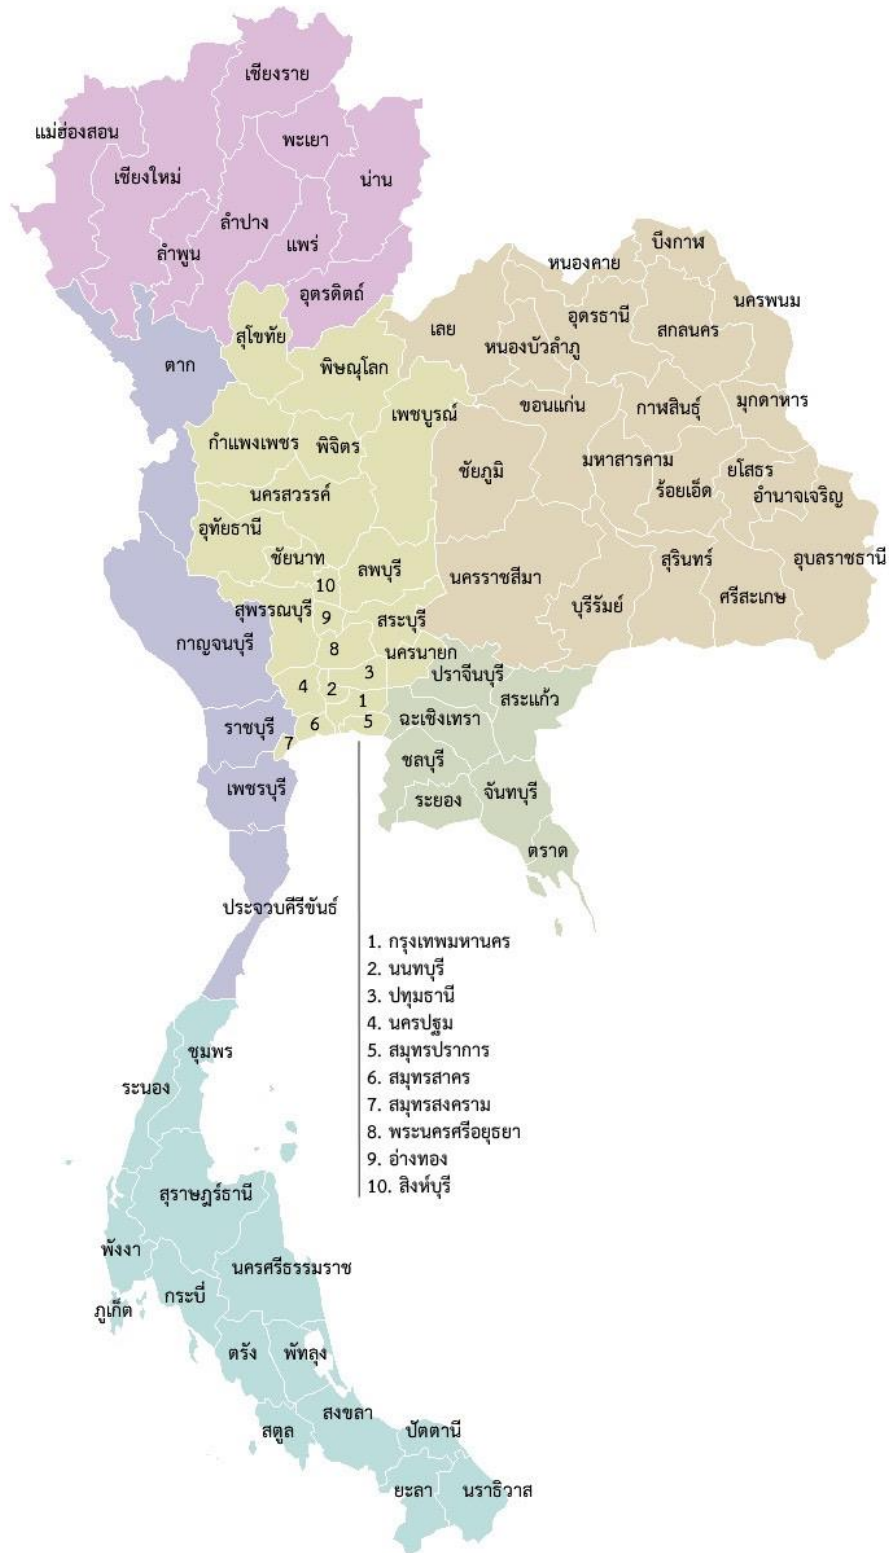 เชียงราย
แม่ฮ่องสอน
พะเยา
เชียงใหม่
น่าน
ลำปาง
แพร่
ลำพูน
อุตรดิตถ์
บึงกาฬ
หนองคาย
นครพนม
อุดรธานี
เลย
สกลนคร
สุโขทัย
หนองบัวลำภู
ตาก
พิษณุโลก
มุกดาหาร
ขอนแก่น
กาฬสินธุ์
เพชบูรณ์
กำแพงเพชร
พิจิตร
มหาสารคาม
ยโสธร
ชัยภูมิ
ร้อยเอ็ด
อำนาจเจริญ
นครสวรรค์
อุทัยธานี
ชัยนาท
ลพบุรี
สุรินทร์
อุบลราชธานี
นครราชสีมา
10
ศรีสะเกษ
สุพรรณบุรี
บุรีรัมย์
9
สระบุรี
กาญจนบุรี
8
นครนายก
3
ปราจีนบุรี
4
2
1
สระแก้ว
ราชบุรี
6
5
ฉะเชิงเทรา
7
ชลบุรี
เพชรบุรี
ระยอง
จันทบุรี
ตราด
ประจวบคีรีขันธ์
1. กรุงเทพมหานคร
2. นนทบุรี
3. ปทุมธานี
4. นครปฐม
5. สมุทรปราการ
6. สมุทรสาคร
7. สมุทรสงคราม
8. พระนครศรีอยุธยา
9. อ่างทอง
10. สิงห์บุรี
ชุมพร
ระนอง
สุราษฎร์ธานี
พังงา
นครศรีธรรมราช
กระบี่
ภูเก็ต
ตรัง
พัทลุง
สงขลา
สตูล
ปัตตานี
ยะลา
นราธิวาส